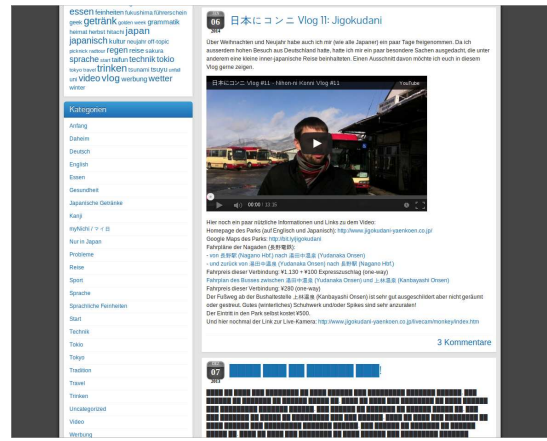 essen feinheiten fukushima führerschein
geek getränk golden week grammatik
heimat herbst hitachi japan
japanisch kultur neujahr off-topic
picknick ratlose regen reise sakura
sprache start taifun technik tokio
tokyo travel trinken tsunami tsuyu unfall
uni video vlog werbung wetter
winter
Kategorien
Anfang
Daheim
Deutsch
English
Essen
Gesundheit
Japanische Getränke
Kanji
myNichi / マイ日
Nur in Japan
Probleme
Reise
Sport
Sprache
Sprachliche Feinheiten
Start
Technik
Tokio
Tokyo
Tradition
Travel
Trinken
Uncategorized
Video
Werbung
06
2014
日本にコンニ Vlog 11: Jigokudani
Über Weihnachten und Neujahr habe auch ich mir (wie alle Japaner) ein paar Tage freigenommen. Da ich
ausserdem hohen Besuch aus Deutschland hatte, hatte ich mir ein paar besondere Sachen ausgedacht, die unter
anderem eine kleine inner-japanische Reise beinhalteten. Einen Ausschnitt davon möchte ich euch in diesem
Vlog gerne zeigen.
日本にコンニ Vlog #11 - Nihon-ni Konni Vlog #11
YouTube
00:00
Hier noch ein paar nützliche Informationen und Links zu dem Video:
Homepage des Parks (auf Englisch und Japanisch): http://www.jigokudani-yaenkoen.co.jp/
Google Maps des Parks: http://bit.ly/jigokudani
Fahrpläne der Nagaden (長野電鉄):
- von 長野駅 (Nagano Hbf.) nach 湯田中温泉 (Yudanaka Onsen)
- und zurück von 湯田中温泉 (Yudanaka Onsen) nach 長野駅 (Nagano Hbf.)
Fahrpreis dieser Verbindung: ¥1.130 + ¥100 Expresszuschlag (one-way)
Fahrplan des Busses zwischen 湯田中温泉 (Yudanaka Onsen) und 上林温泉 (Kanbayashi Onsen)
Fahrpreis dieser Verbindung: ¥280 (one-way)
Der Fußweg ab der Bushaltestelle 上林温泉 (Kanbayashi Onsen) ist sehr gut ausgeschildert aber nicht geräumt
oder gestreut. Gutes (winterliches) Schuhwerk und/oder Spikes sind sehr anzuraten!
Der Eintritt in den Park selbst kostet ¥500.
Und hier nochmal der Link zur Live-Kamera: http://www.jigokudani-yaenkoen.co.jp/livecam/monkey/index.htm
3 Kommentare
07
2013